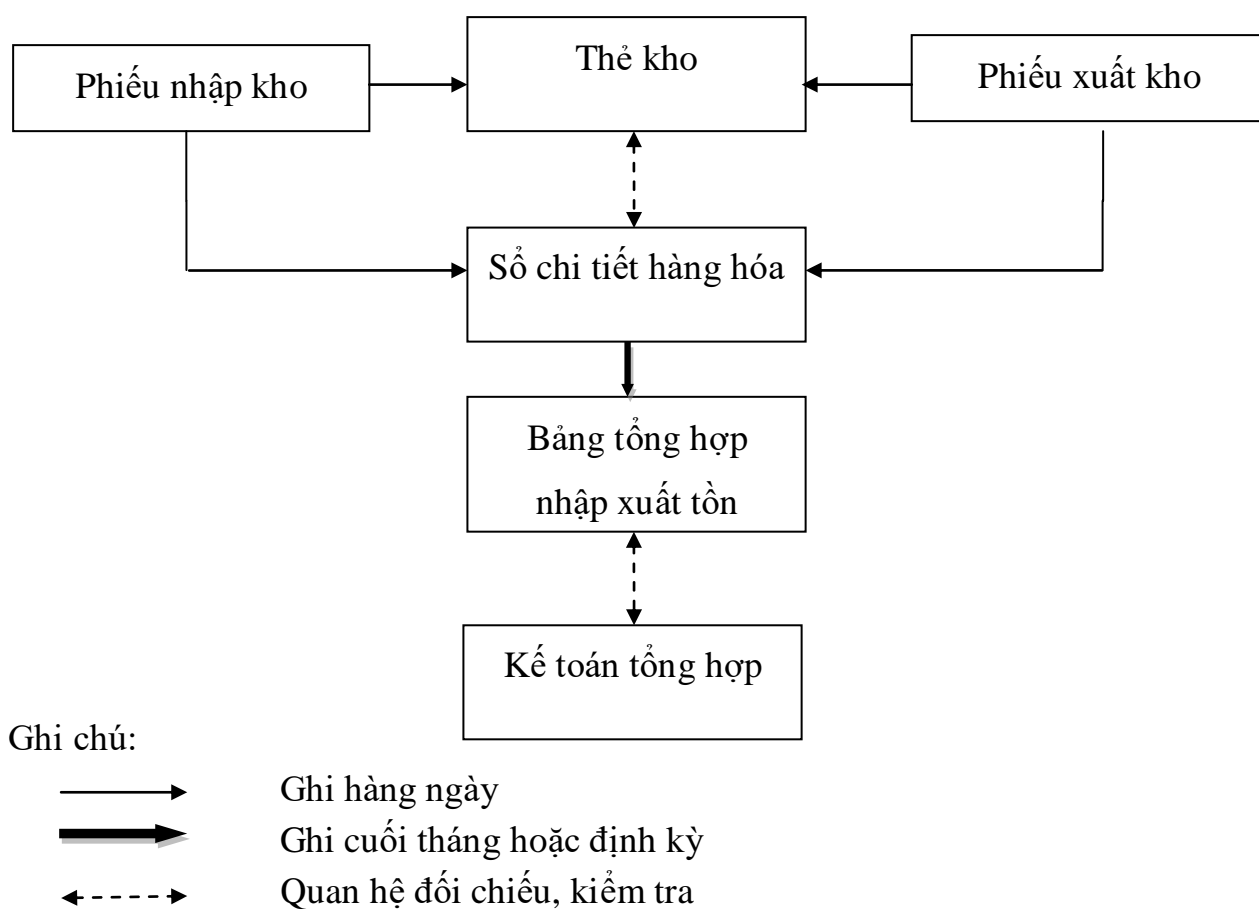 Thẻ kho
Phiếu nhập kho
Phiếu xuất kho
Sổ chi tiết hàng hóa
Bảng tổng hợp
nhập xuất tồn
Kế toán tổng hợp
Ghi chú:
Ghi hàng ngày
Ghi cuối tháng hoặc định kỳ
Quan hệ đối chiếu, kiểm tra